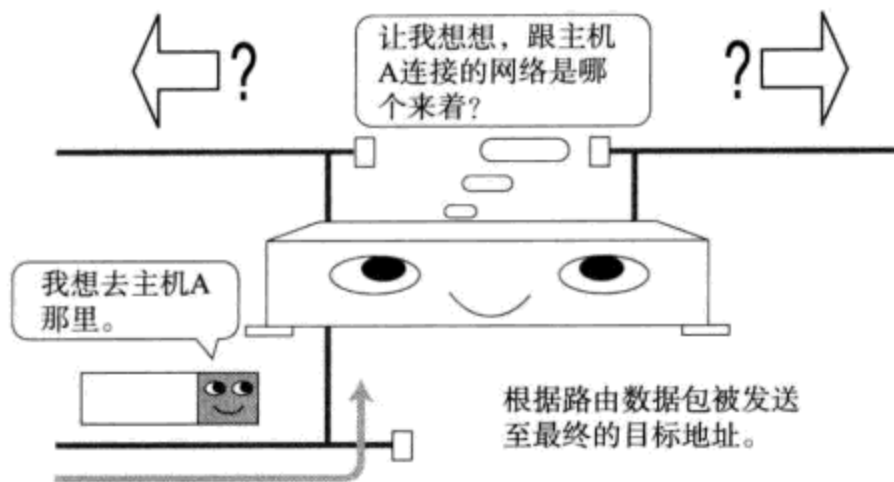 ?
让我想想，跟主机
A连接的网络是哪
个来着？
?
我想去主机A
那里。
根据路由数据包被发送
至最终的目标地址。